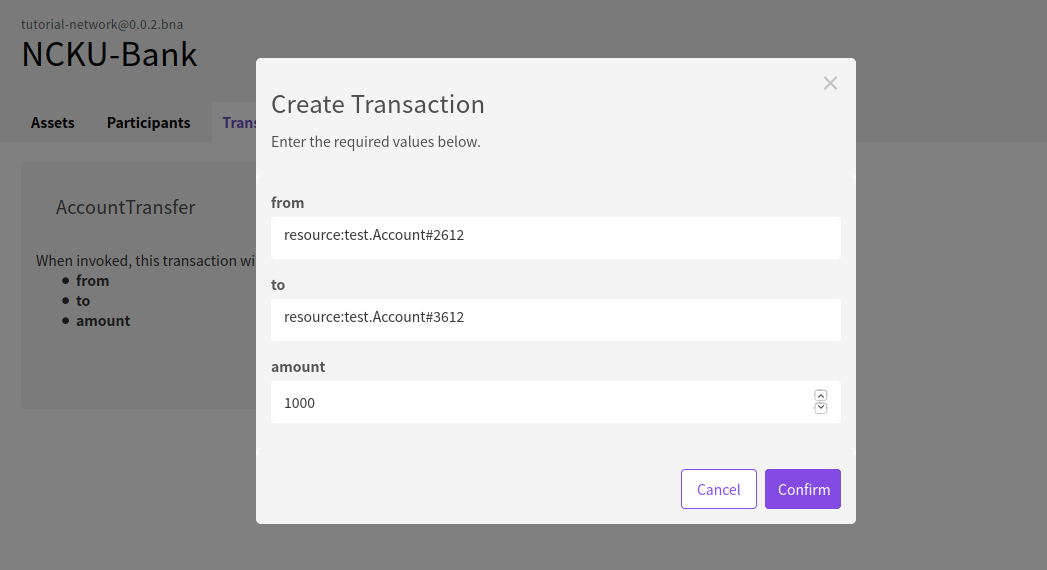 tutorial-network@0.0.2.bna
NCKU-Bank
Assets Participants
AccountTransfer
When invoked, this transaction
from
to
amount
Create Transaction
Enter the required values below.
from
resource:test.Account#2612
to
resource:test.Account#3612
amount
1000
Cancel Confirm